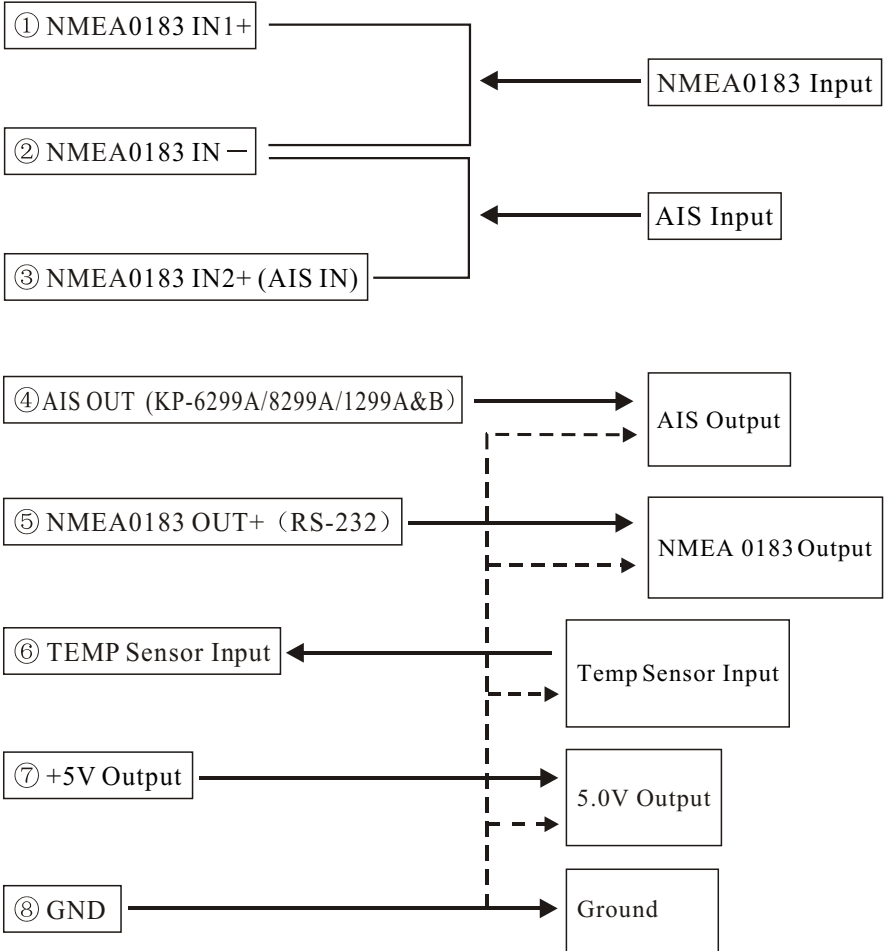 ① NMEA0183 IN1+
NMEA0183 Input
② NMEA0183 IN－
AIS Input
③ NMEA0183 IN2+ (AIS IN)
④ AIS OUT (KP-6299A/8299A/1299A&B）
AIS Output
⑤ NMEA0183 OUT+（RS-232）
NMEA 0183 Output
⑥ TEMP Sensor Input
Temp Sensor Input
⑦ +5V Output
5.0V Output
⑧ GND
Ground